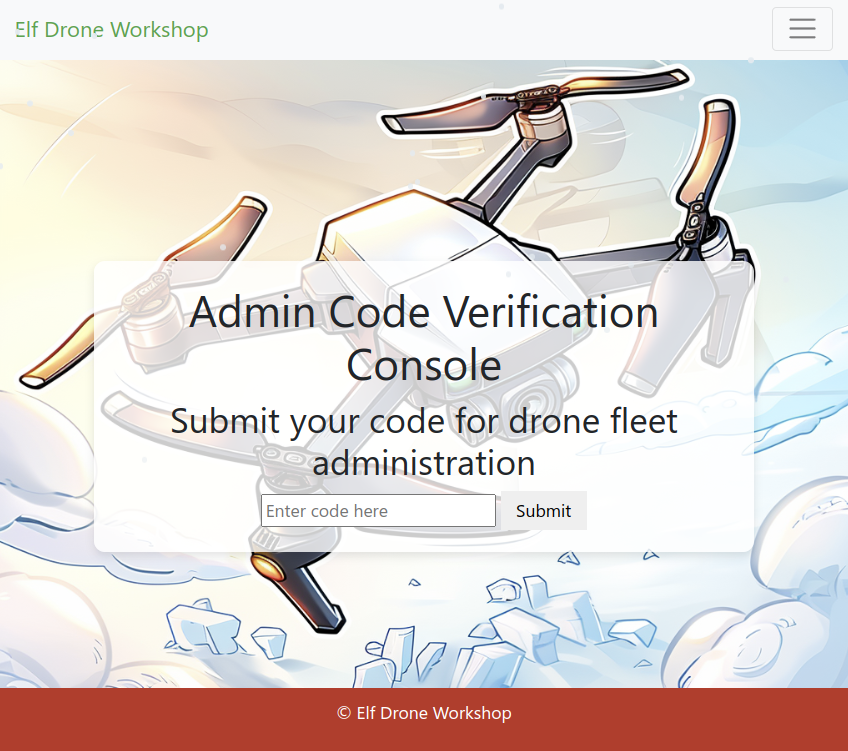 Elf Drone Workshop
Admin Code Verification
Console
Submit your code for drone fleet
administration
Enter code here
Submit
© Elf Drone Workshop